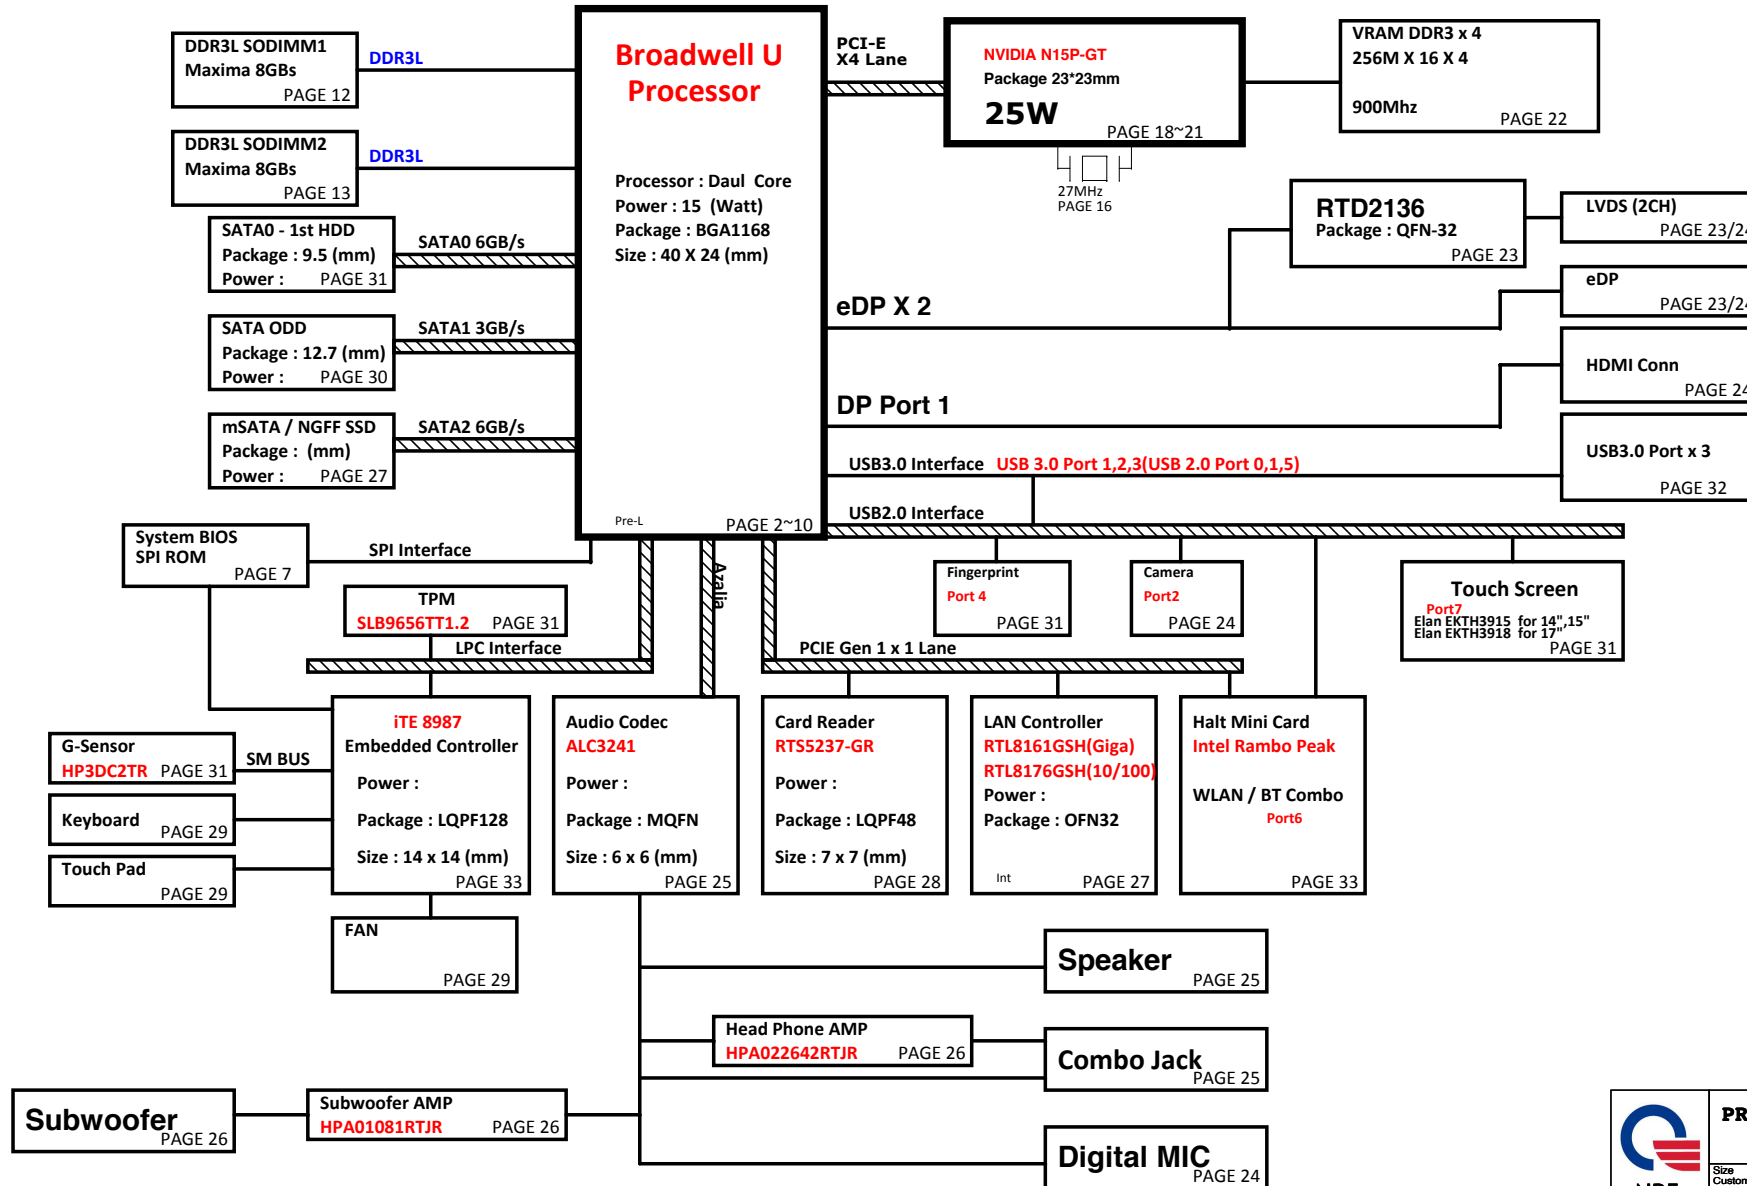 DDR3L SODIMM1
Maxima 8GBs
PAGE 12
DDR3L
DDR3L SODIMM2
Maxima 8GBs
PAGE 13
DDR3L
SATA0 - 1st HDD
Package : 9.5 (mm)
Power : PAGE 31
SATA0 6GB/s
SATA ODD
Package : 12.7 (mm)
Power : PAGE 30
SATA1 3GB/s
mSATA / NGFF SSD
Package : (mm)
Power : PAGE 27
SATA2 6GB/s
Broadwell U
Processor
Processor : Daul Core
Power : 15 (Watt)
Package : BGA1168
Size : 40 X 24 (mm)
Pre-L
PAGE 2~10
PCI-E
X4 Lane
NVIDIA N15P-GT
Package 23*23mm
25W
PAGE 18~21
27MHz
PAGE 16
VRAM DDR3 x 4
256M X 16 X 4
900Mhz
PAGE 22
RTD2136
Package : QFN-32
PAGE 23
LVDS (2CH)
PAGE 23/24
eDP X 2
eDP
PAGE 23/24
DP Port 1
HDMI Conn
PAGE 24
USB3.0 Interface USB 3.0 Port 1,2,3(USB 2.0 Port 0,1,5)
USB3.0 Port x 3
PAGE 32
USB2.0 Interface
System BIOS
SPI ROM
PAGE 7
SPI Interface
TPM
SLB9656TT1.2 PAGE 31
LPC Interface
Azalia
PCIE Gen 1 x 1 Lane
Fingerprint
Port 4
PAGE 31
Camera
Port2
PAGE 24
Touch Screen
Port7
Elan EKTH3915 for 14",15"
Elan EKTH3918 for 17"
PAGE 31
G-Sensor
HP3DC2TR PAGE 31
SM BUS
Keyboard
PAGE 29
Touch Pad
PAGE 29
iTE 8987
Embedded Controller
Power :
Package : LQPF128
Size : 14 x 14 (mm)
PAGE 33
Audio Codec
ALC3241
Power :
Package : MQFN
Size : 6 x 6 (mm)
PAGE 25
Card Reader
RTS5237-GR
Power :
Package : LQPF48
Size : 7 x 7 (mm)
PAGE 28
LAN Controller
RTL8161GSH(Giga)
RTL8176GSH(10/100)
Power :
Package : OFN32
Int
PAGE 27
Halt Mini Card
Intel Rambo Peak
WLAN / BT Combo
Port6
PAGE 33
FAN
PAGE 29
Speaker
PAGE 25
Head Phone AMP
HPA022642RTJR PAGE 26
Combo Jack
PAGE 25
Subwoofer
PAGE 26
Subwoofer AMP
HPA01081RTJR PAGE 26
Digital MIC
PAGE 24
PR
Size
Custom